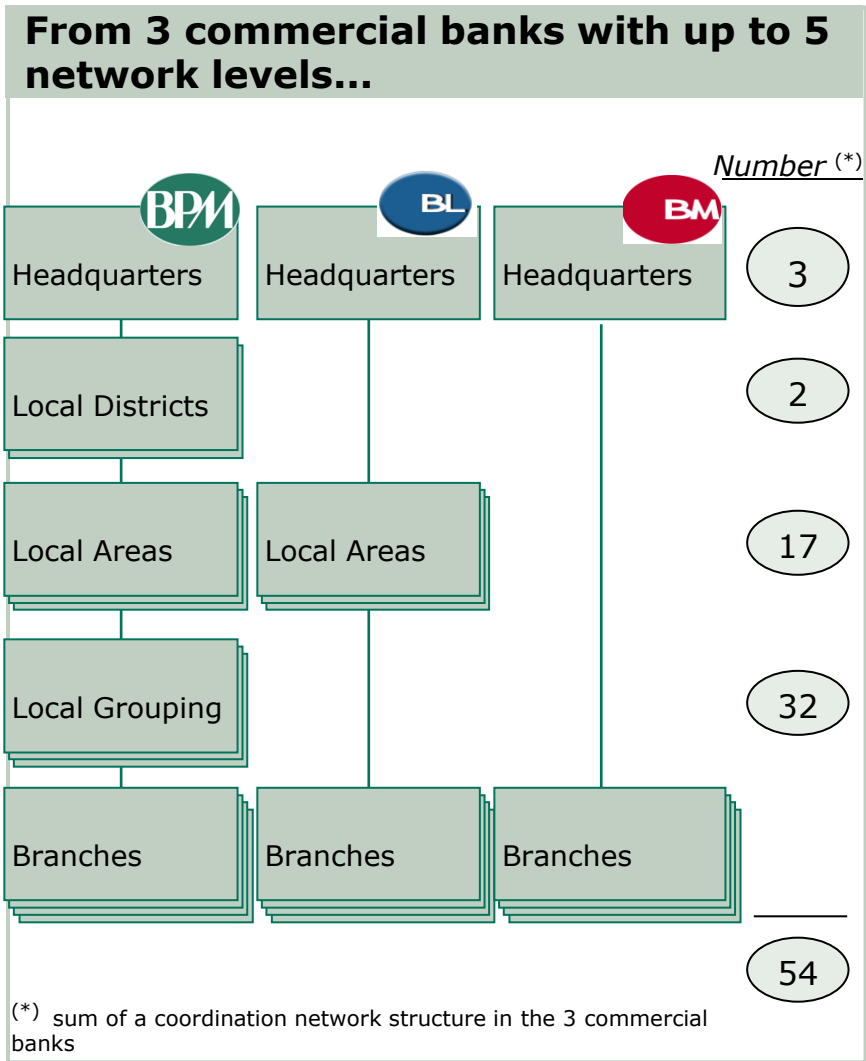 From 3 commercial banks with up to 5
network levels...
Number (*)
BPM
BL
BM
Headquarters
Headquarters
Headquarters
3
Local Districts
2
Local Areas
Local Areas
17
Local Grouping
32
Branches
Branches
Branches
54
(*) sum of a coordination network structure in the 3 commercial
banks